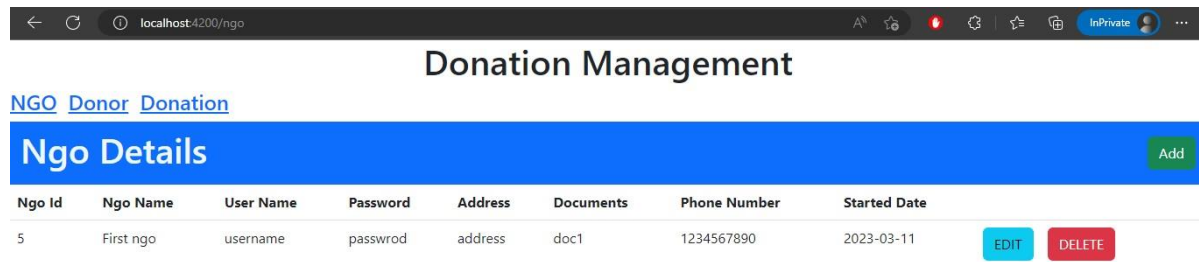 localhost:4200/ngo InPrivate
Donation Management
NGO Donor Donation
Ngo Details Add
Ngo Id Ngo Name User Name Password Address Documents Phone Number Started Date
5 First ngo username passwrod address doc1 1234567890 2023-03-11 EDIT DELETE